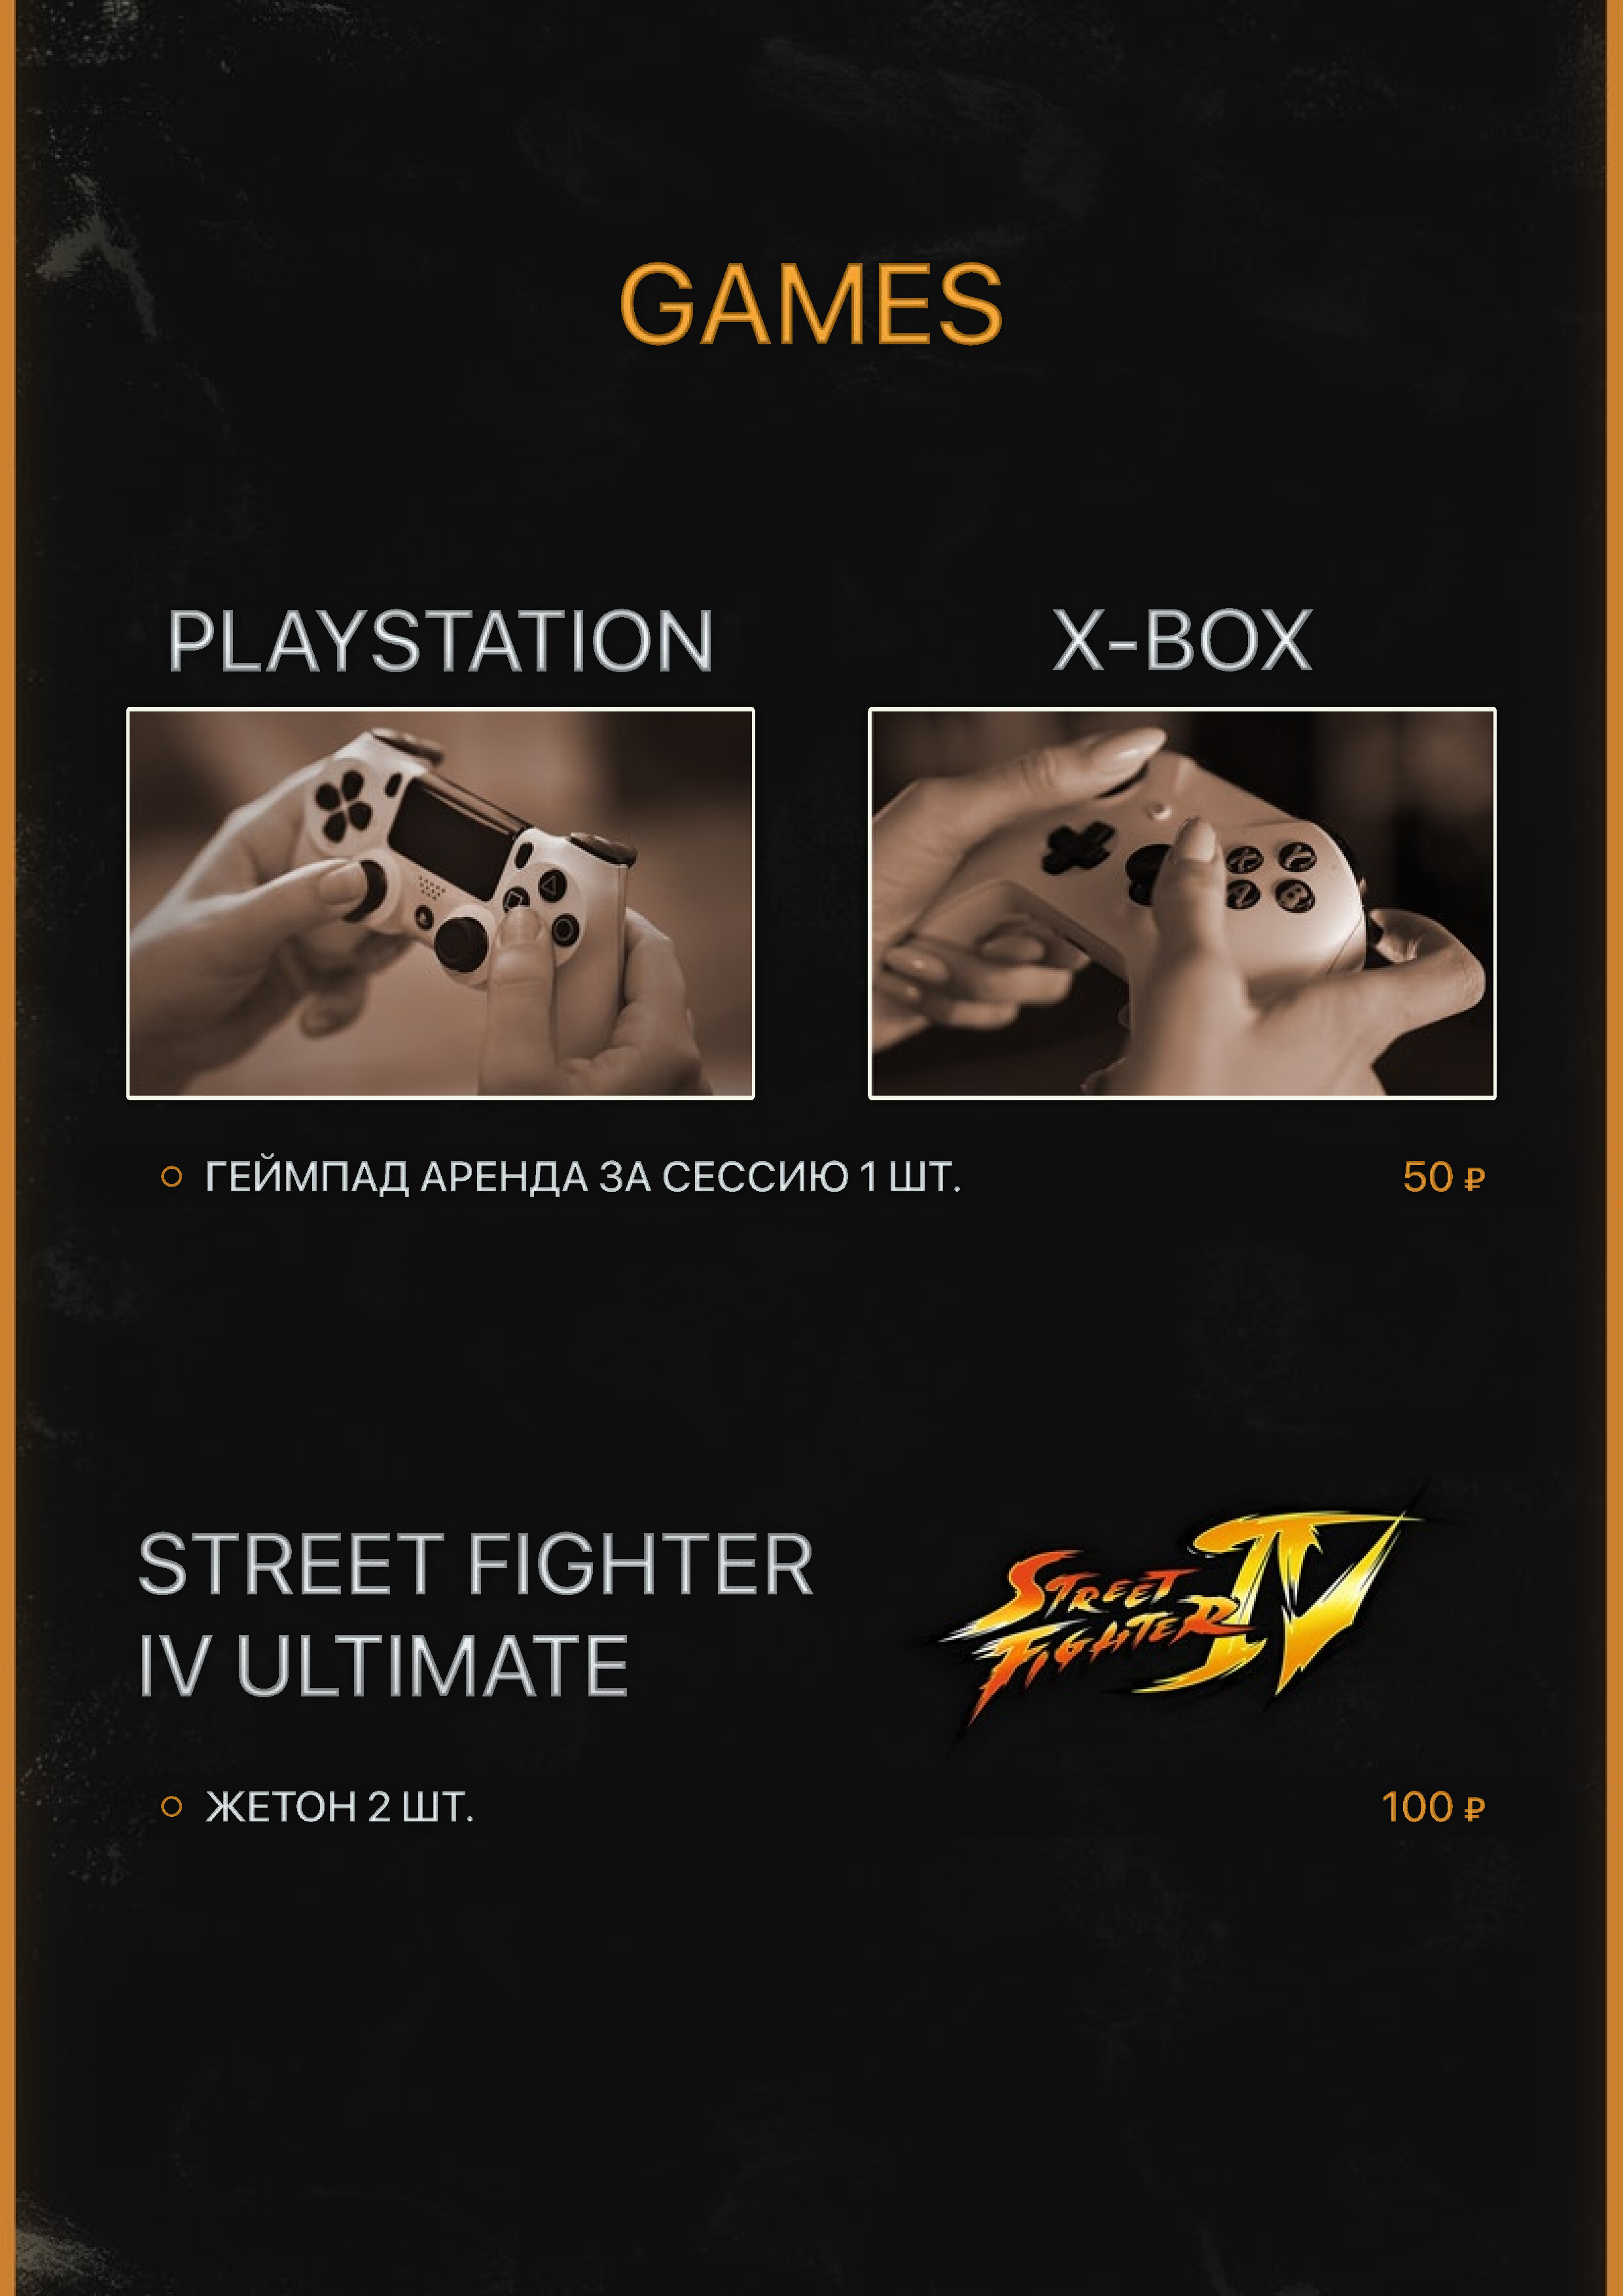 GAMES
PLAYSTATION
X-BOX
X Y
A B
ГЕЙМПАД АРЕНДА ЗА СЕССИЮ 1 ШТ.
50 ₽
STREET FIGHTER
IV ULTIMATE
STREET
FIGHTER IV
ЖЕТОН 2 ШТ.
100 ₽